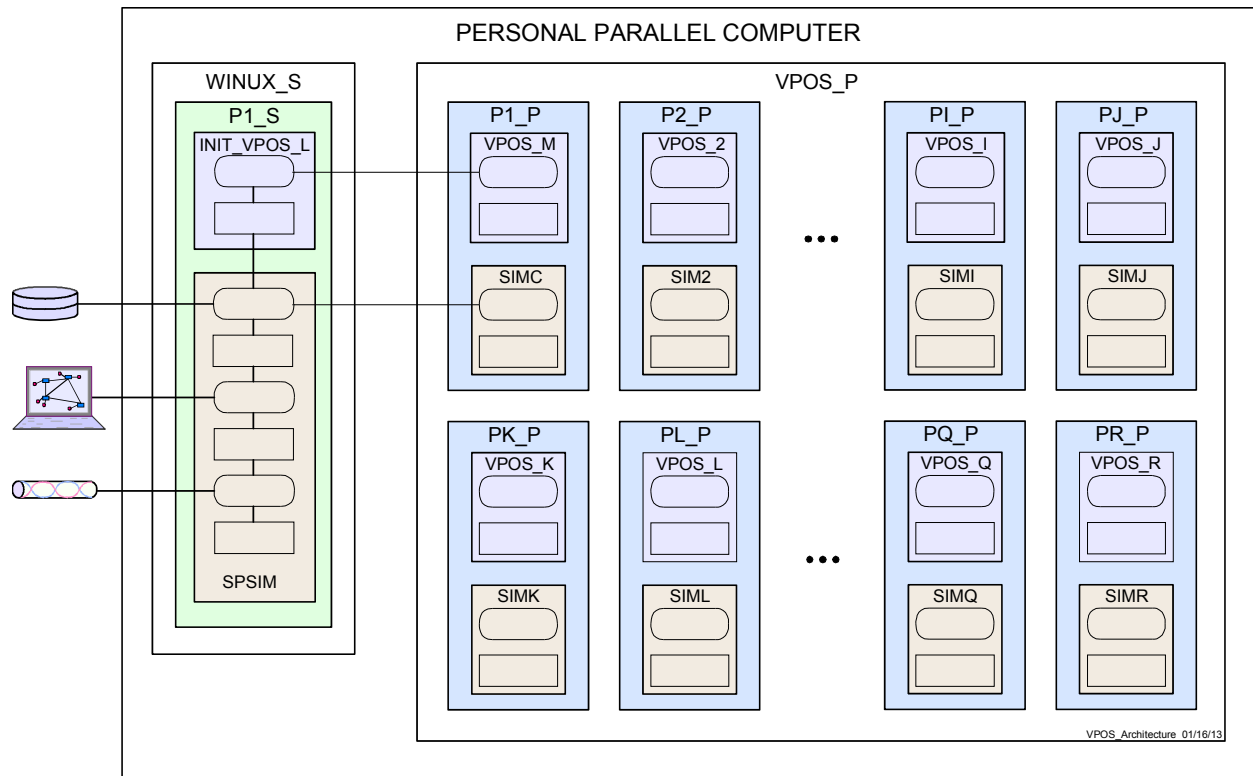 PERSONAL PARALLEL COMPUTER
WINUX_S
P1_S
INIT_VPOS_L
SPSIM
VPOS_P
P1_P
VPOS_M
SIMC
P2_P
VPOS_2
SIM2
...
PI_P
VPOS_I
SIMI
PJ_P
VPOS_J
SIMJ
PK_P
VPOS_K
SIMK
PL_P
VPOS_L
SIML
...
PQ_P
VPOS_Q
SIMQ
PR_P
VPOS_R
SIMR
VPOS_Architecture 01/16/13